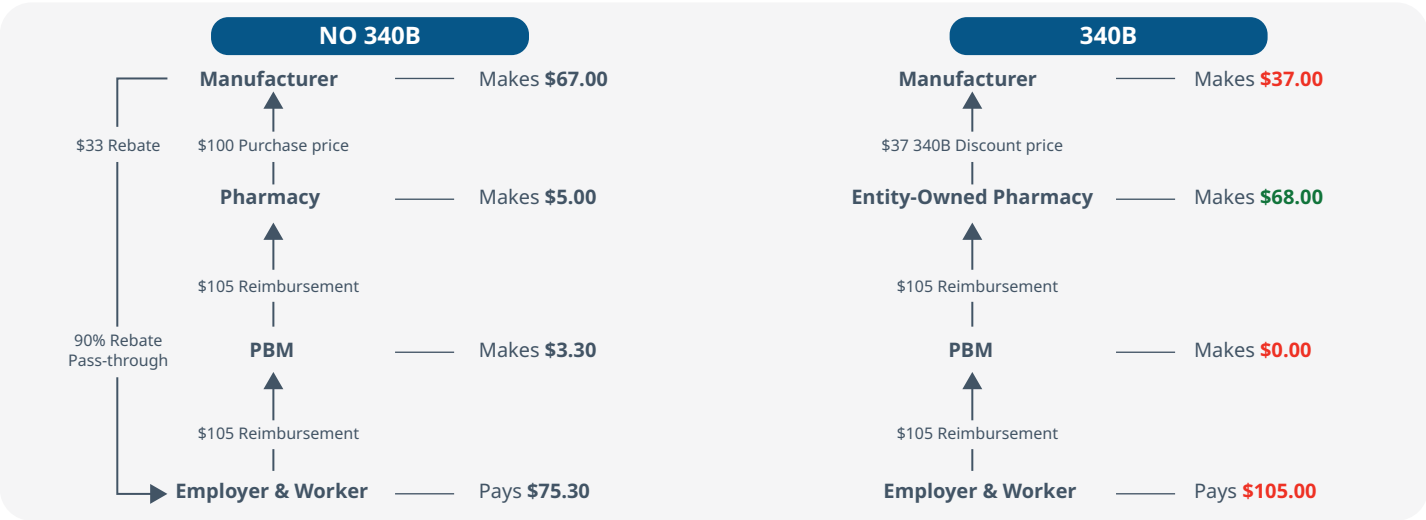 NO 340B
Manufacturer
Makes $67.00
$33 Rebate
$100 Purchase price
Pharmacy
Makes $5.00
$105 Reimbursement
90% Rebate
Pass-through
PBM
Makes $3.30
$105 Reimbursement
Employer & Worker
Pays $75.30
340B
Manufacturer
Makes $37.00
$37 340B Discount price
Entity-Owned Pharmacy
Makes $68.00
$105 Reimbursement
PBM
Makes $0.00
$105 Reimbursement
Employer & Worker
Pays $105.00